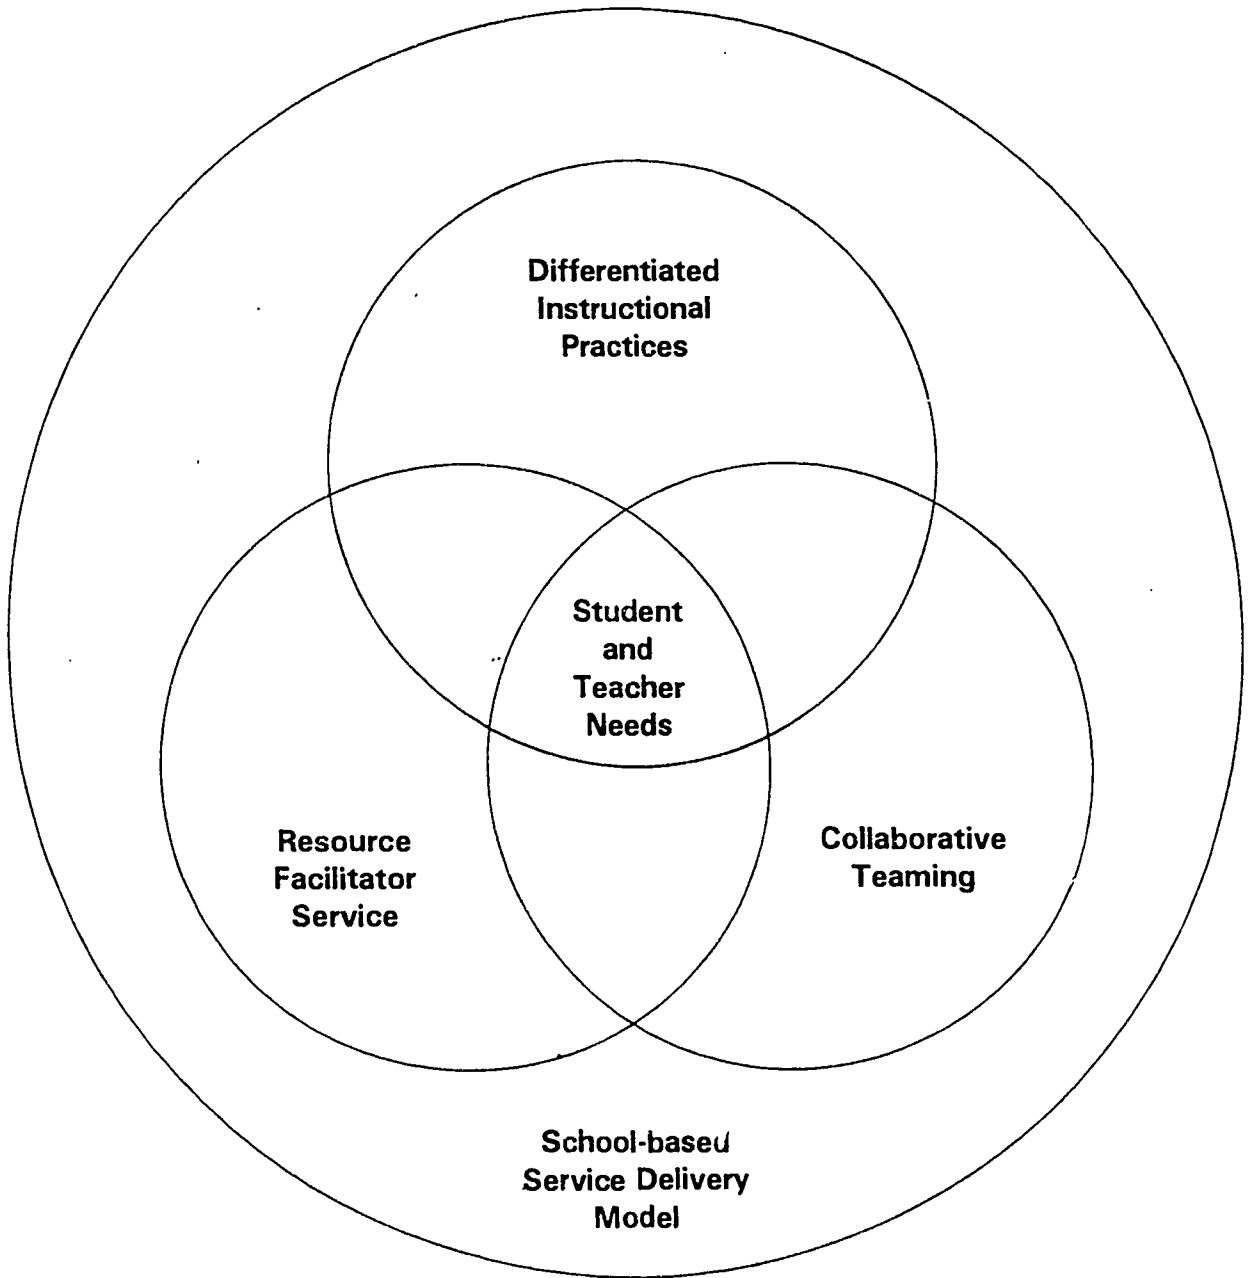 Differentiated
Instructional
Practices
Student
and
Teacher
Needs
Resource
Facilitator
Service
Collaborative
Teaming
School-based
Service Delivery
Model